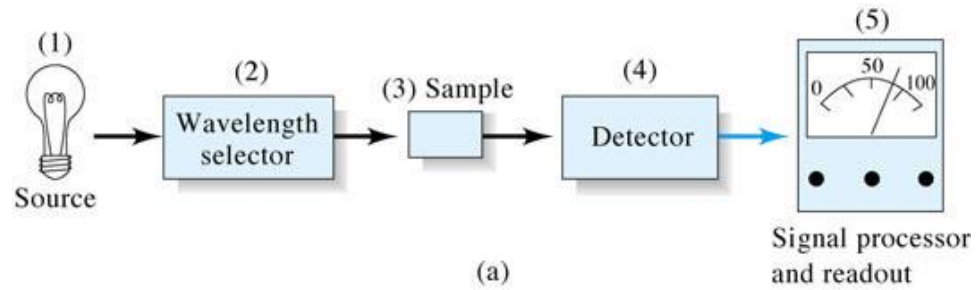 (1)
Source
(2)
Wavelength
selector
(3) Sample
(4)
Detector
(5)
0 50 100
Signal processor
and readout
(a)